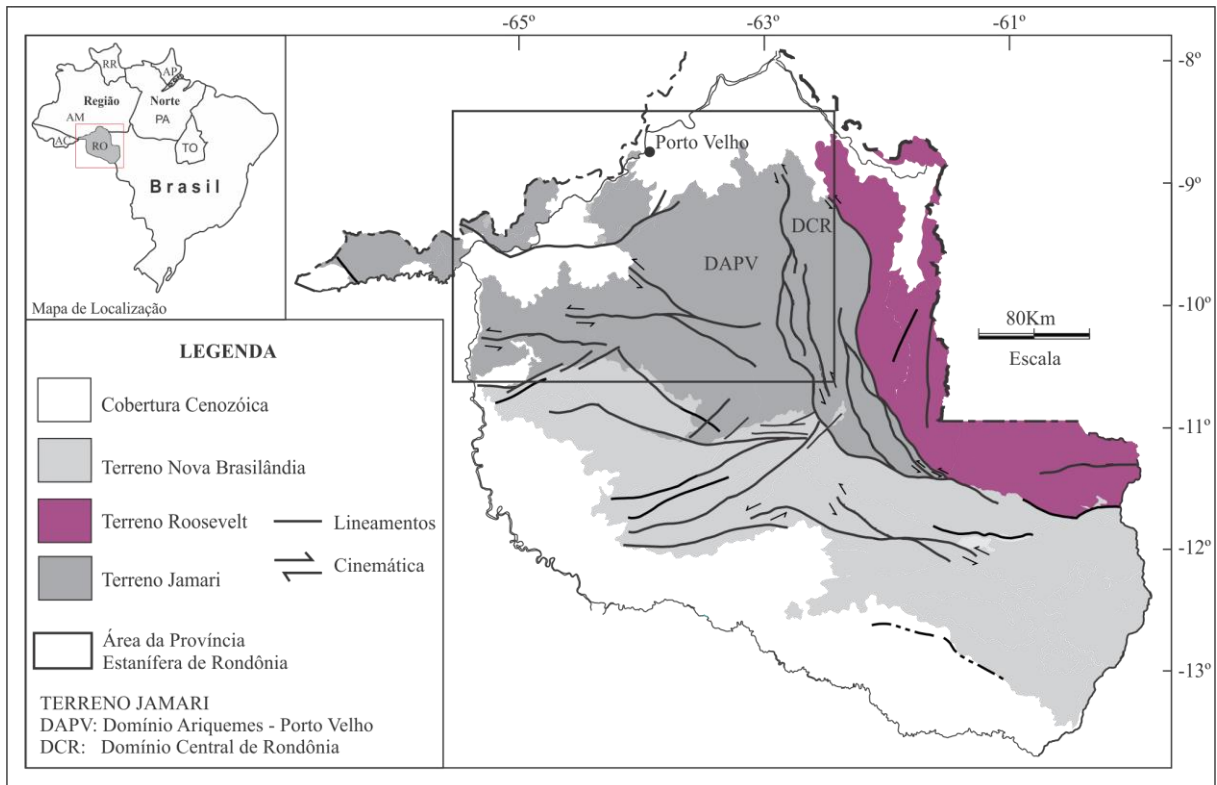 -65º
-63º
-61º
-8º
-9º
-10º
-11º
-12º
-13º
RR
AP
Região Norte
AM
PA
AC
RO
TO
Brasil
Mapa de Localização
Porto Velho
DCR
DAPV
80Km
Escala
LEGENDA
Cobertura Cenozóica
Terreno Nova Brasilândia
Terreno Roosevelt
Lineamentos
Terreno Jamari
Cinemática
Área da Província
Estanífera de Rondônia
TERRENO JAMARI
DAPV: Domínio Ariquemes - Porto Velho
DCR: Domínio Central de Rondônia